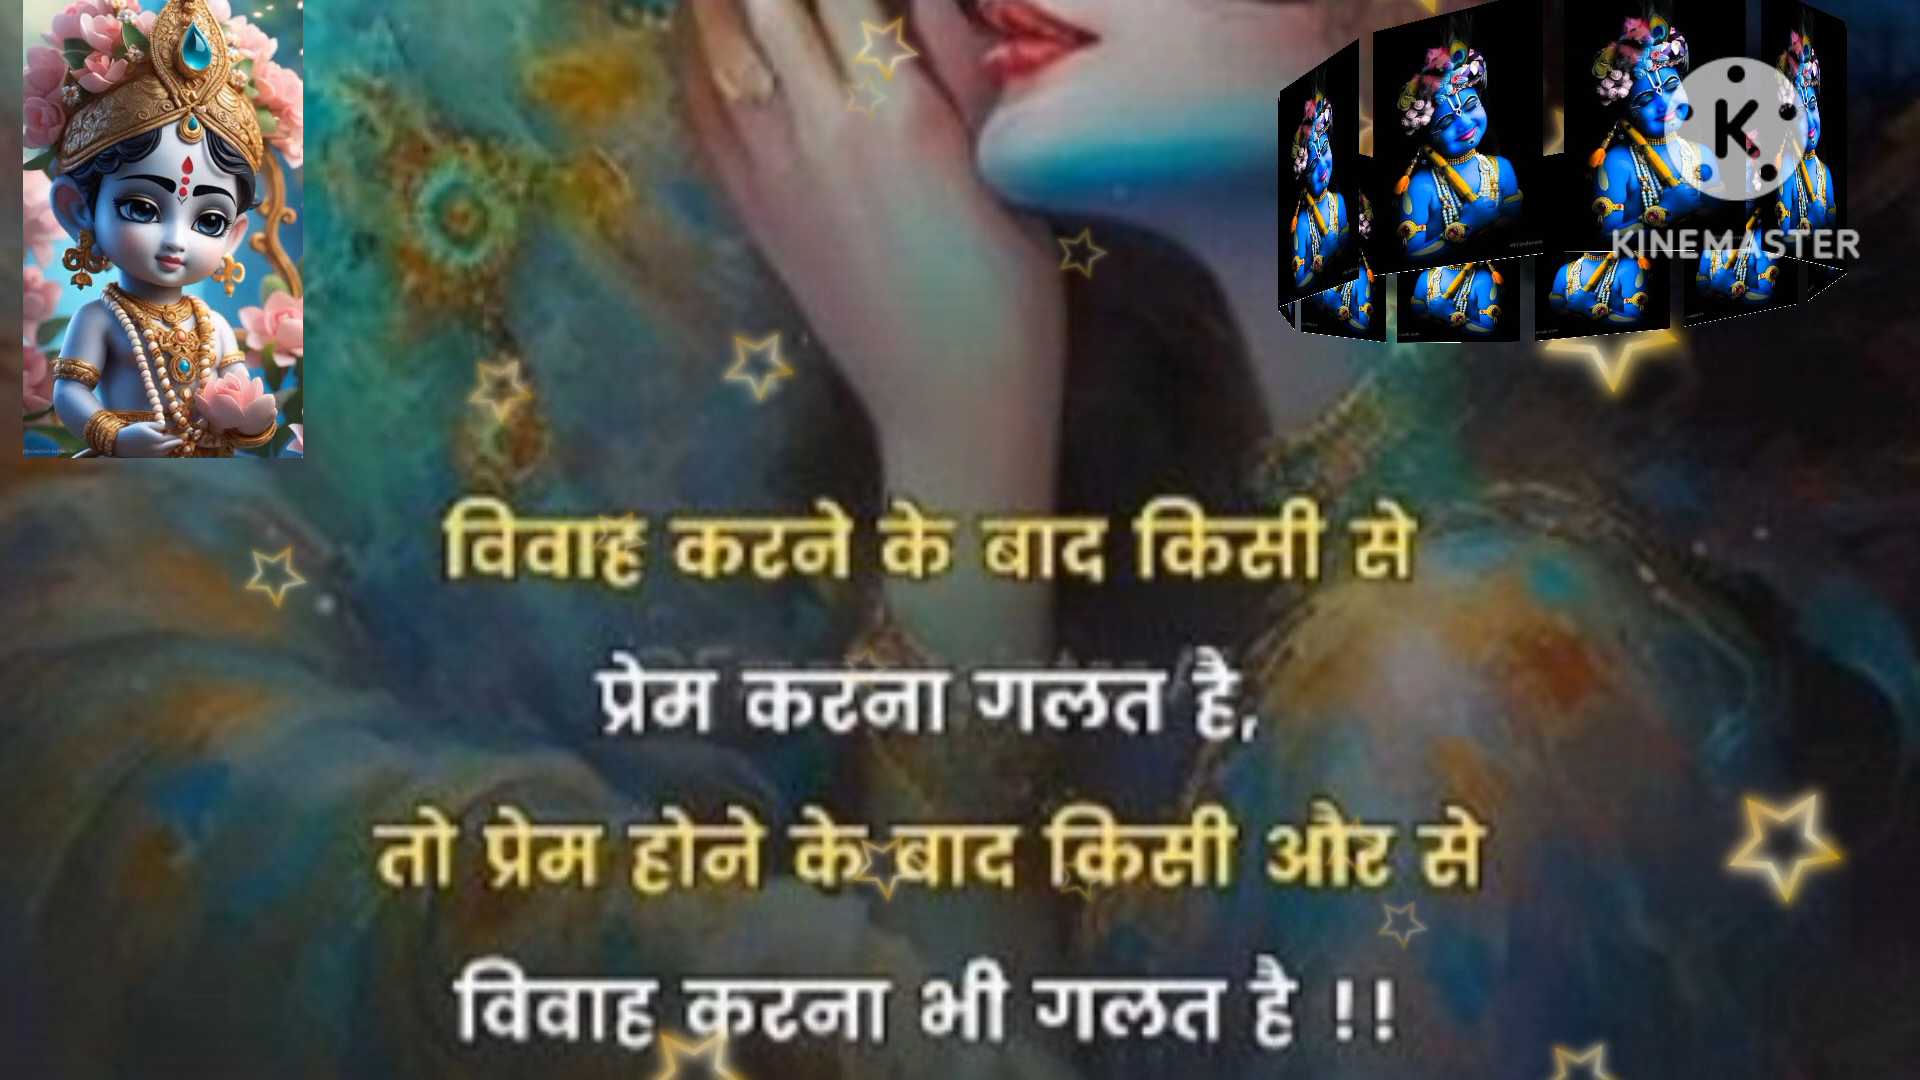 KINEMASTER
विवाह करने के बाद किसी से
प्रेम करना गलत है,
तो प्रेम होने के बाद किसी और से
विवाह करना भी गलत है !!